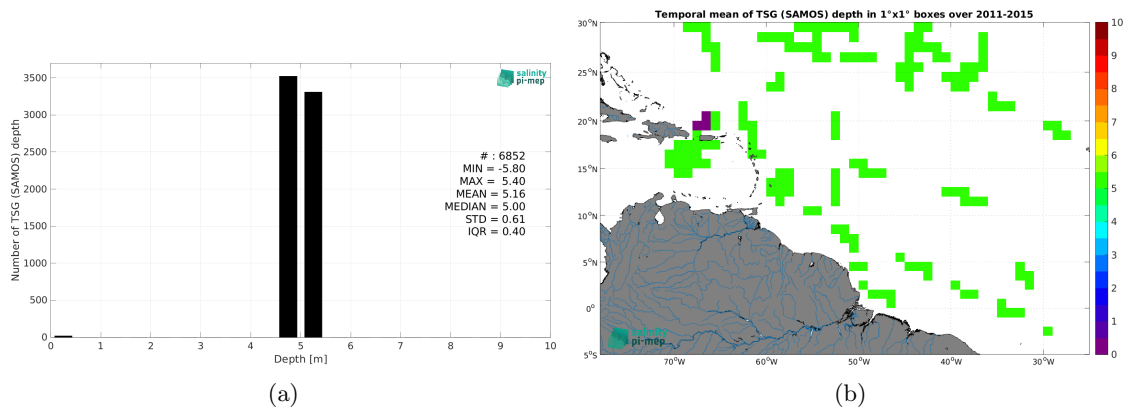 salinity
pi-mep
Number of TSG (SAMOS) depth
3500
3000
2500
2000
1500
1000
500
0
# : 6852
MIN = -5.80
MAX = 5.40
MEAN = 5.16
MEDIAN = 5.00
STD = 0.61
IQR = 0.40
0 1 2 3 4 5 6 7 8 9 10
Depth [m]
(a)
Temporal mean of TSG (SAMOS) depth in 1°x1° boxes over 2011-2015
30°N
25°N
20°N
15°N
10°N
5°N
0°
5°S
70°W 60°W 50°W 40°W 30°W
salinity
pi-mep
10
9
8
7
6
5
4
3
2
1
0
(b)